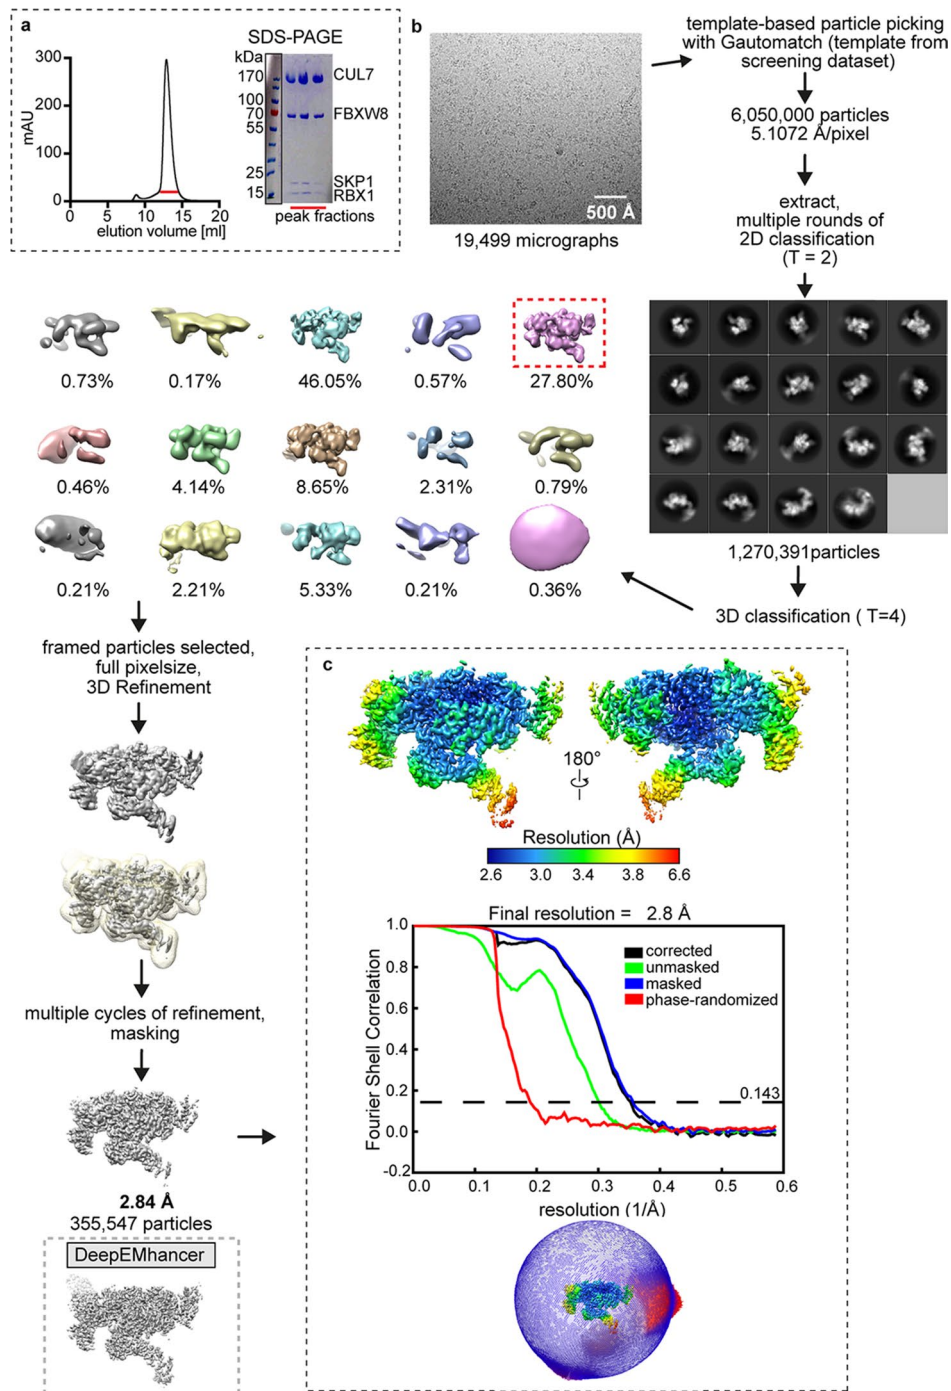 a
SDS-PAGE
kDa
300
200
100
0
mAU
0 5 10 15 20
elution volume [ml]
170
100
70
55
25
15
CUL7
FBXW8
SKP1
RBX1
peak fractions
b
500 Å
19,499 micrographs
template-based particle picking
with Gautomatch (template from
screening dataset)
6,050,000 particles
5.1072 Å/pixel
extract,
multiple rounds of
2D classification
(T = 2)
1,270,391particles
3D classification ( T=4)
0.73% 0.17% 46.05% 0.57% 27.80%
0.46% 4.14% 8.65% 2.31% 0.79%
0.21% 2.21% 5.33% 0.21% 0.36%
framed particles selected,
full pixelsize,
3D Refinement
multiple cycles of refinement,
masking
2.84 Å
355,547 particles
DeepEMhancer
c
180°
Resolution (Å)
2.6 3.0 3.4 3.8 6.6
Final resolution = 2.8 Å
1.0
0.8
0.6
0.4
0.2
0.0
-0.2
Fourier Shell Correlation
corrected
unmasked
masked
phase-randomized
0.143
0.0 0.1 0.2 0.3 0.4 0.5 0.6
resolution (1/Å)